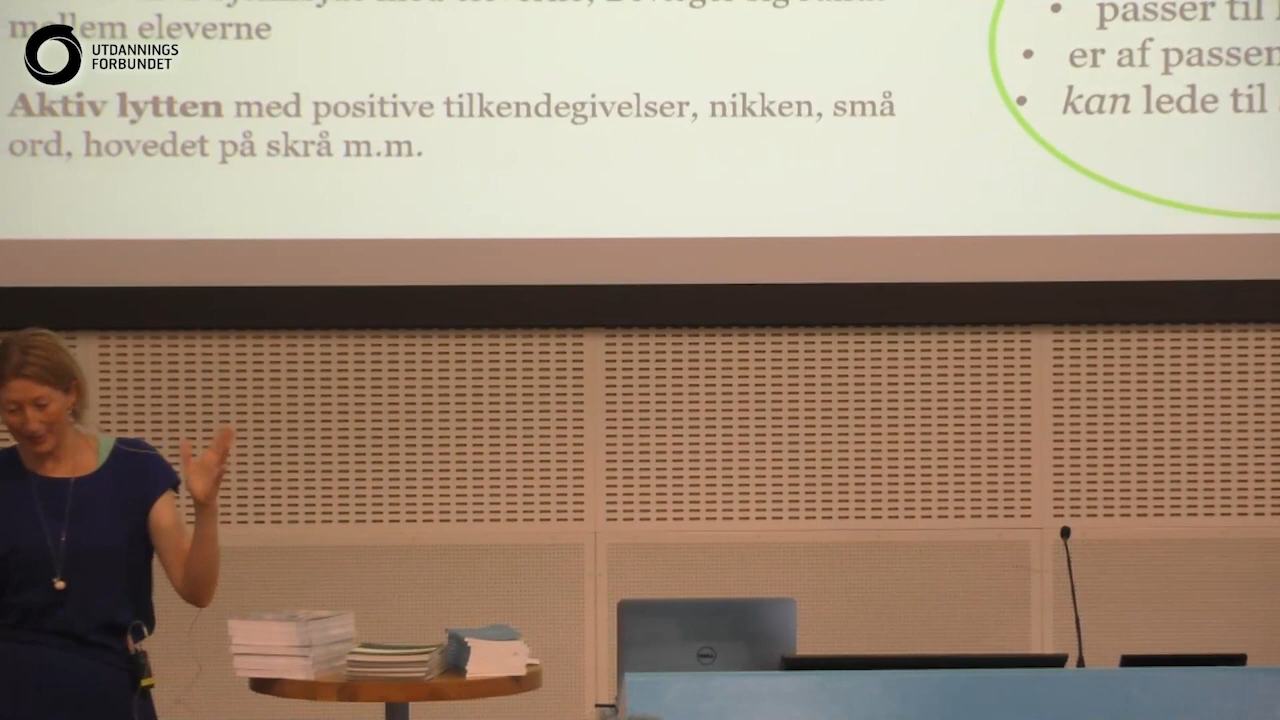 mellem eleverne
UTDANNINGS
FORBUNDET
Aktiv lytten med positive tilkendegivelser, nikken, små
ord, hovedet på skrå m.m.
• passer til
• er af passen
• kan lede til
DELL